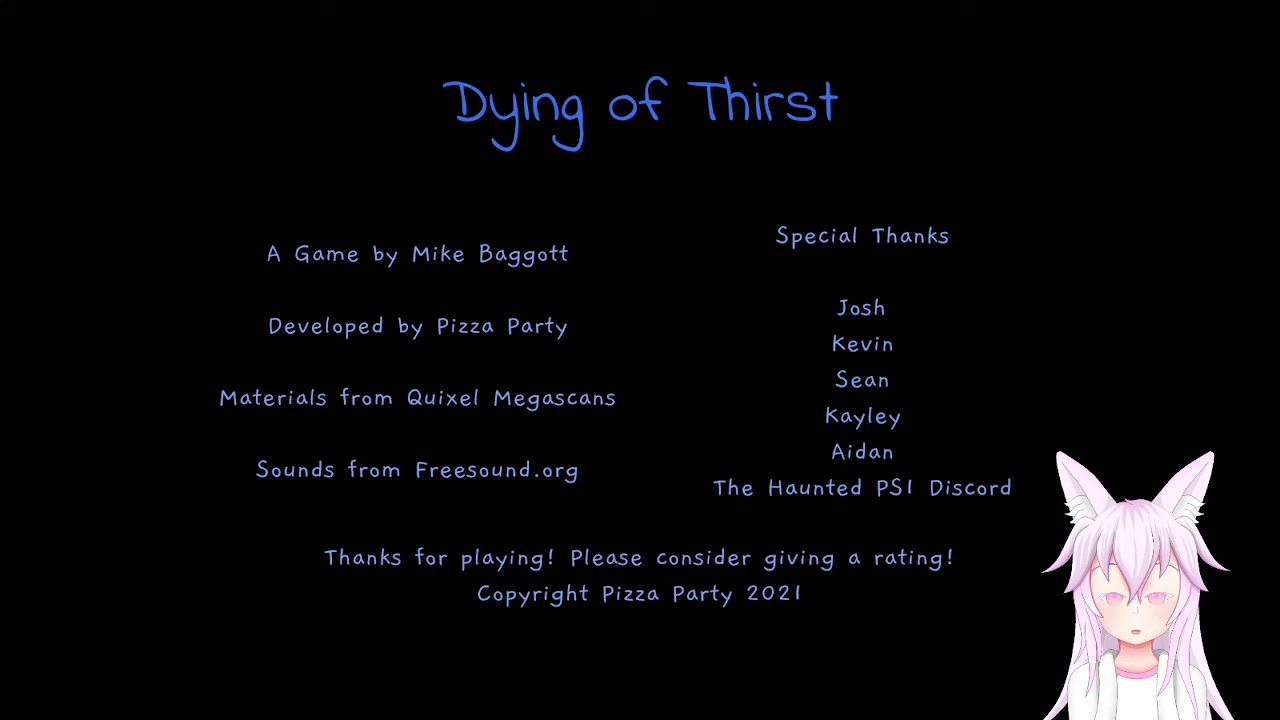 Dying of Thirst
A Game by Mike Baggott
Developed by Pizza Party
Materials from Quixel Megascans
Sounds from Freesound.org
Special Thanks
Josh
Kevin
Sean
Kayley
Aidan
The Haunted PS1 Discord
Thanks for playing! Please consider giving a rating!
Copyright Pizza Party 2021